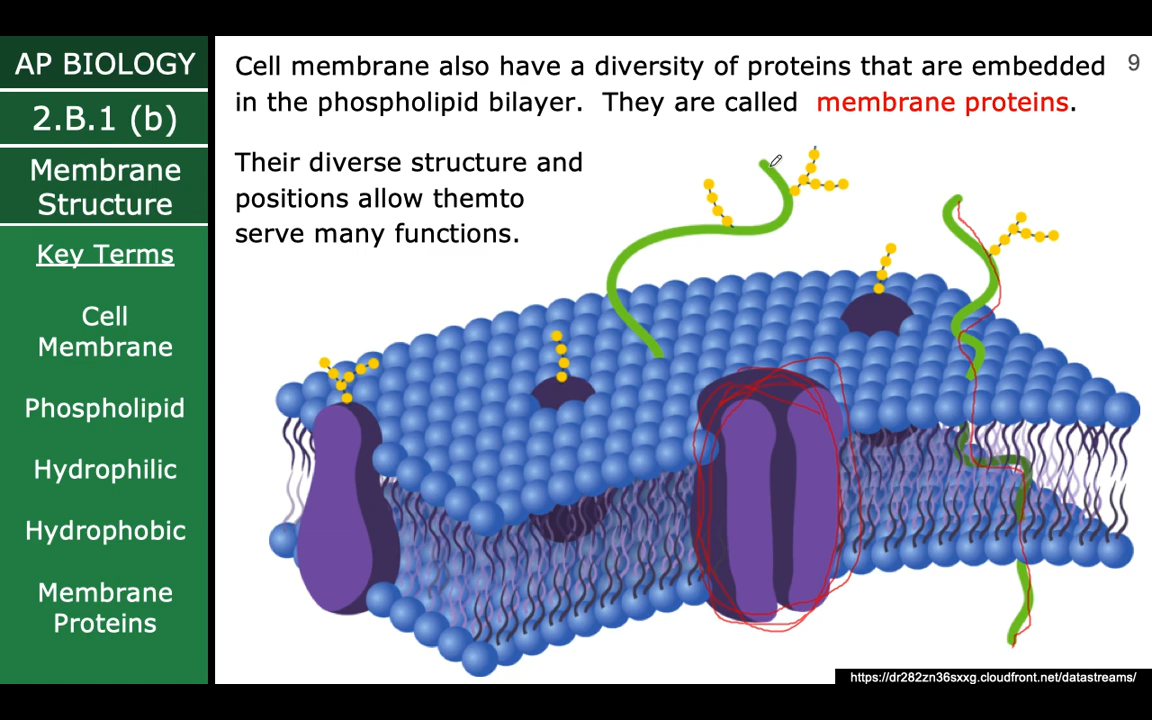 AP BIOLOGY
2.B.1 (b)
Membrane
Structure
Key Terms
Cell
Membrane
Phospholipid
Hydrophilic
Hydrophobic
Membrane
Proteins
Cell membrane also have a diversity of proteins that are embedded
in the phospholipid bilayer. They are called membrane proteins.
9
Their diverse structure and
positions allow themto
serve many functions.
https://dr282zn36sxxg.cloudfront.net/datastreams/